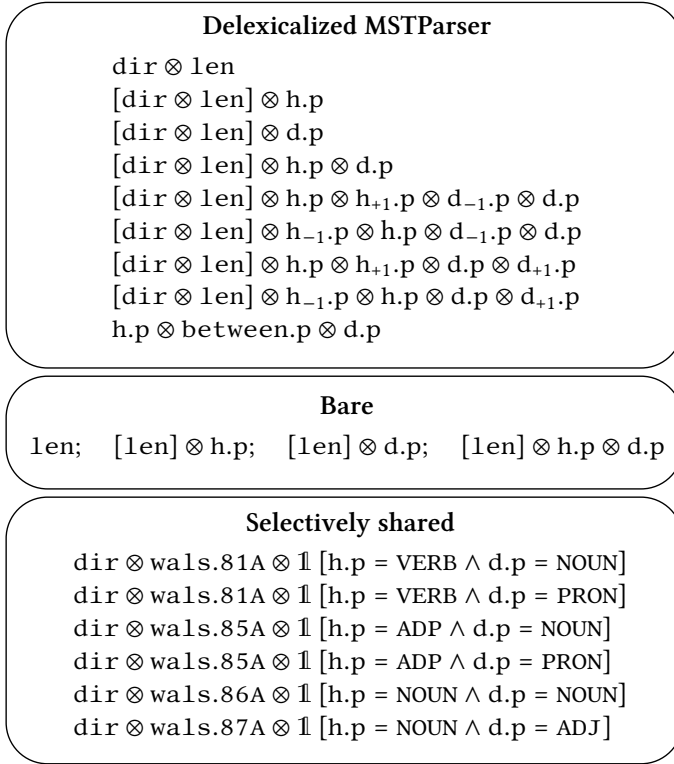 Delexicalized MSTParser
dir ⊗ len
[dir ⊗ len] ⊗ h.p
[dir ⊗ len] ⊗ d.p
[dir ⊗ len] ⊗ h.p ⊗ d.p
[dir ⊗ len] ⊗ h.p ⊗ h₊₁.p ⊗ d₋₁.p ⊗ d.p
[dir ⊗ len] ⊗ h₋₁.p ⊗ h.p ⊗ d₋₁.p ⊗ d.p
[dir ⊗ len] ⊗ h.p ⊗ h₊₁.p ⊗ d.p ⊗ d₊₁.p
[dir ⊗ len] ⊗ h₋₁.p ⊗ h.p ⊗ d.p ⊗ d₊₁.p
h.p ⊗ between.p ⊗ d.p
Bare
len; [len] ⊗ h.p; [len] ⊗ d.p; [len] ⊗ h.p ⊗ d.p
Selectively shared
dir ⊗ wals.81A ⊗ 𝟙 [h.p = VERB ∧ d.p = NOUN]
dir ⊗ wals.81A ⊗ 𝟙 [h.p = VERB ∧ d.p = PRON]
dir ⊗ wals.85A ⊗ 𝟙 [h.p = ADP ∧ d.p = NOUN]
dir ⊗ wals.85A ⊗ 𝟙 [h.p = ADP ∧ d.p = PRON]
dir ⊗ wals.86A ⊗ 𝟙 [h.p = NOUN ∧ d.p = NOUN]
dir ⊗ wals.87A ⊗ 𝟙 [h.p = NOUN ∧ d.p = ADJ]